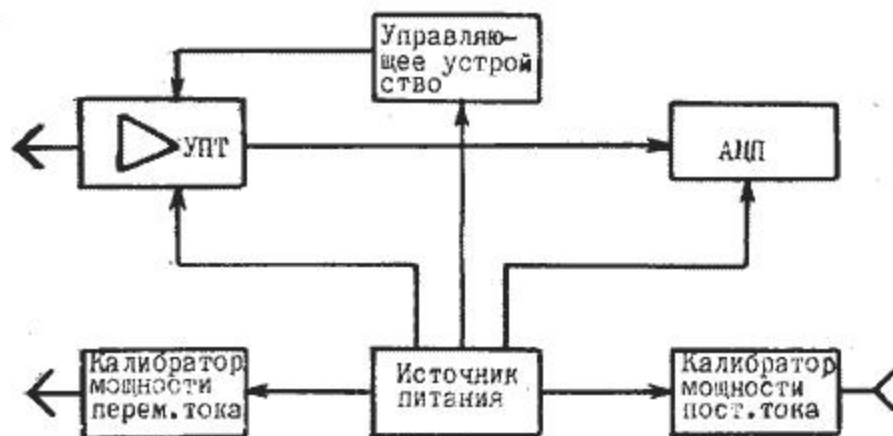 Управляю-
щее устрой
ство
УПТ
АЦП
Калибратор
мощности
перем.тока
Источник
питания
Калибратор
мощности
пост.тока